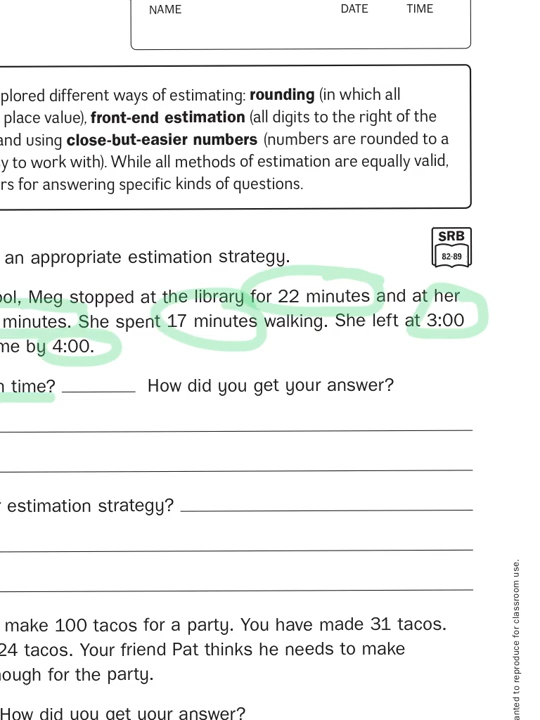 NAME DATE TIME
plored different ways of estimating: rounding (in which all
place value), front-end estimation (all digits to the right of the
and using close-but-easier numbers (numbers are rounded to a
y to work with). While all methods of estimation are equally valid,
rs for answering specific kinds of questions.
SRB
82-89
an appropriate estimation strategy.
ool, Meg stopped at the library for 22 minutes and at her
minutes. She spent 17 minutes walking. She left at 3:00
me by 4:00.
n time? ________ How did you get your answer?
r estimation strategy?
make 100 tacos for a party. You have made 31 tacos.
24 tacos. Your friend Pat thinks he needs to make
nough for the party.
How did you get your answer?
anted to reproduce for classroom use.